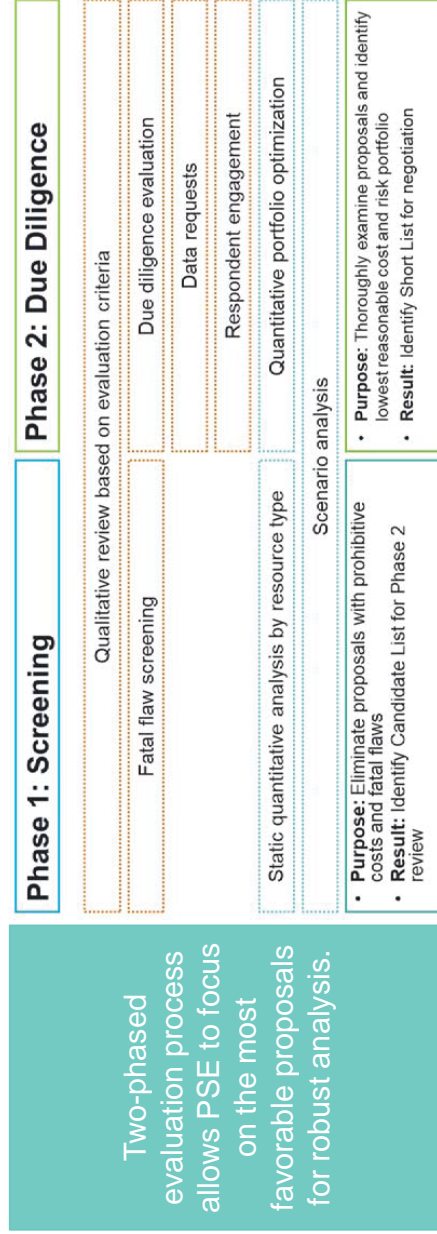 Two-phased
evaluation process
allows PSE to focus
on the most
favorable proposals
for robust analysis.
Phase 1: Screening
Phase 2: Due Diligence
Qualitative review based on evaluation criteria
Fatal flaw screening
Due diligence evaluation
Data requests
Respondent engagement
Static quantitative analysis by resource type
Quantitative portfolio optimization
Scenario analysis
• Purpose: Eliminate proposals with prohibitive
costs and fatal flaws
• Result: Identify Candidate List for Phase 2
review
• Purpose: Thoroughly examine proposals and identify
lowest reasonable cost and risk portfolio
• Result: Identify Short List for negotiation